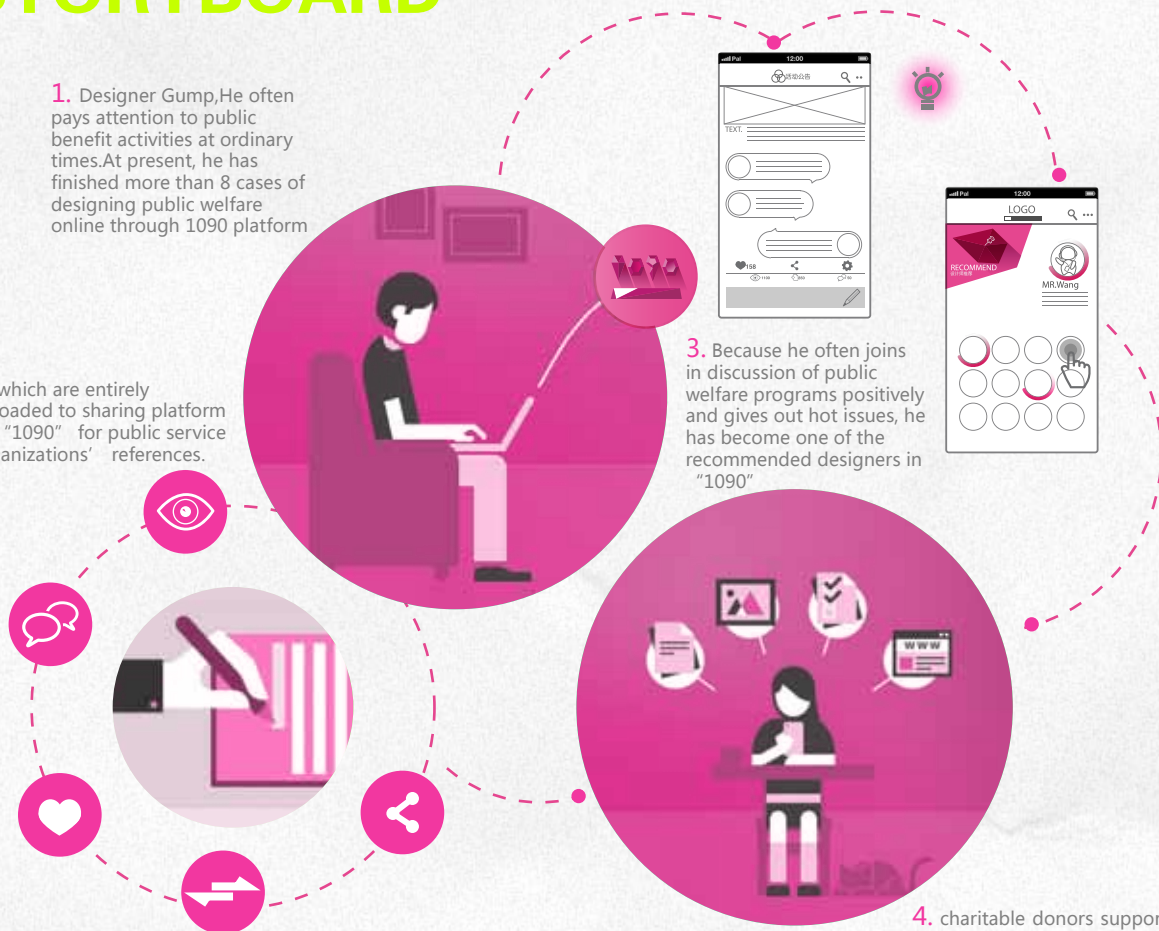 STORYBOARD
1. Designer Gump,He often
pays attention to public
benefit activities at ordinary
times.At present, he has
finished more than 8 cases of
designing public welfare
online through 1090 platform
which are entirely
oaded to sharing platform
“1090” for public service
anizations’ references.
Pal 12:00
活动公告
TEXT.
158
3. Because he often joins
in discussion of public
welfare programs positively
and gives out hot issues, he
has become one of the
recommended designers in
“1090”
Pal 12:00
LOGO
RECOMMEND
MR.Wang
WWW
4. charitable donors suppor